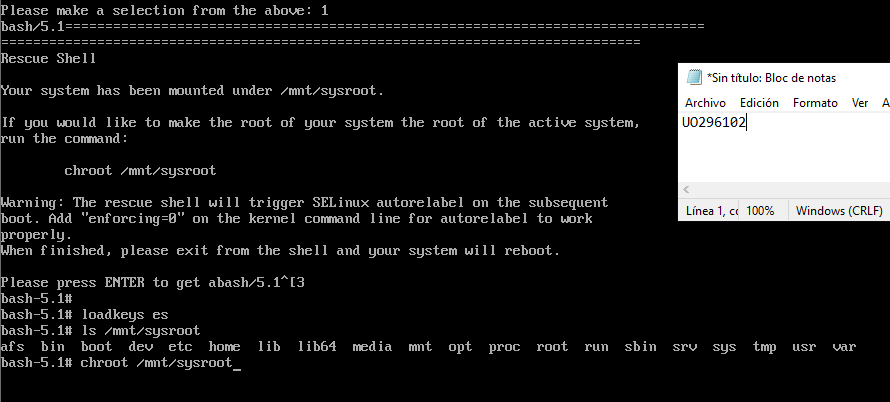 Please make a selection from the above: 1
bash/5.1================================================================================
================================================================================
Rescue Shell
Your system has been mounted under /mnt/sysroot.
If you would like to make the root of your system the root of the active system,
run the command:
chroot /mnt/sysroot
Warning: The rescue shell will trigger SELinux autorelabel on the subsequent
boot. Add "enforcing=0" on the kernel command line for autorelabel to work
properly.
When finished, please exit from the shell and your system will reboot.
Please press ENTER to get abash/5.1^[3
bash-5.1#
bash-5.1# loadkeys es
bash-5.1# ls /mnt/sysroot
afs bin boot dev etc home lib lib64 media mnt opt proc root run sbin srv sys tmp usr var
bash-5.1# chroot /mnt/sysroot_
*Sin título: Bloc de notas
Archivo Edición Formato Ver A
UO296102
Línea 1, co 100% Windows (CRLF)